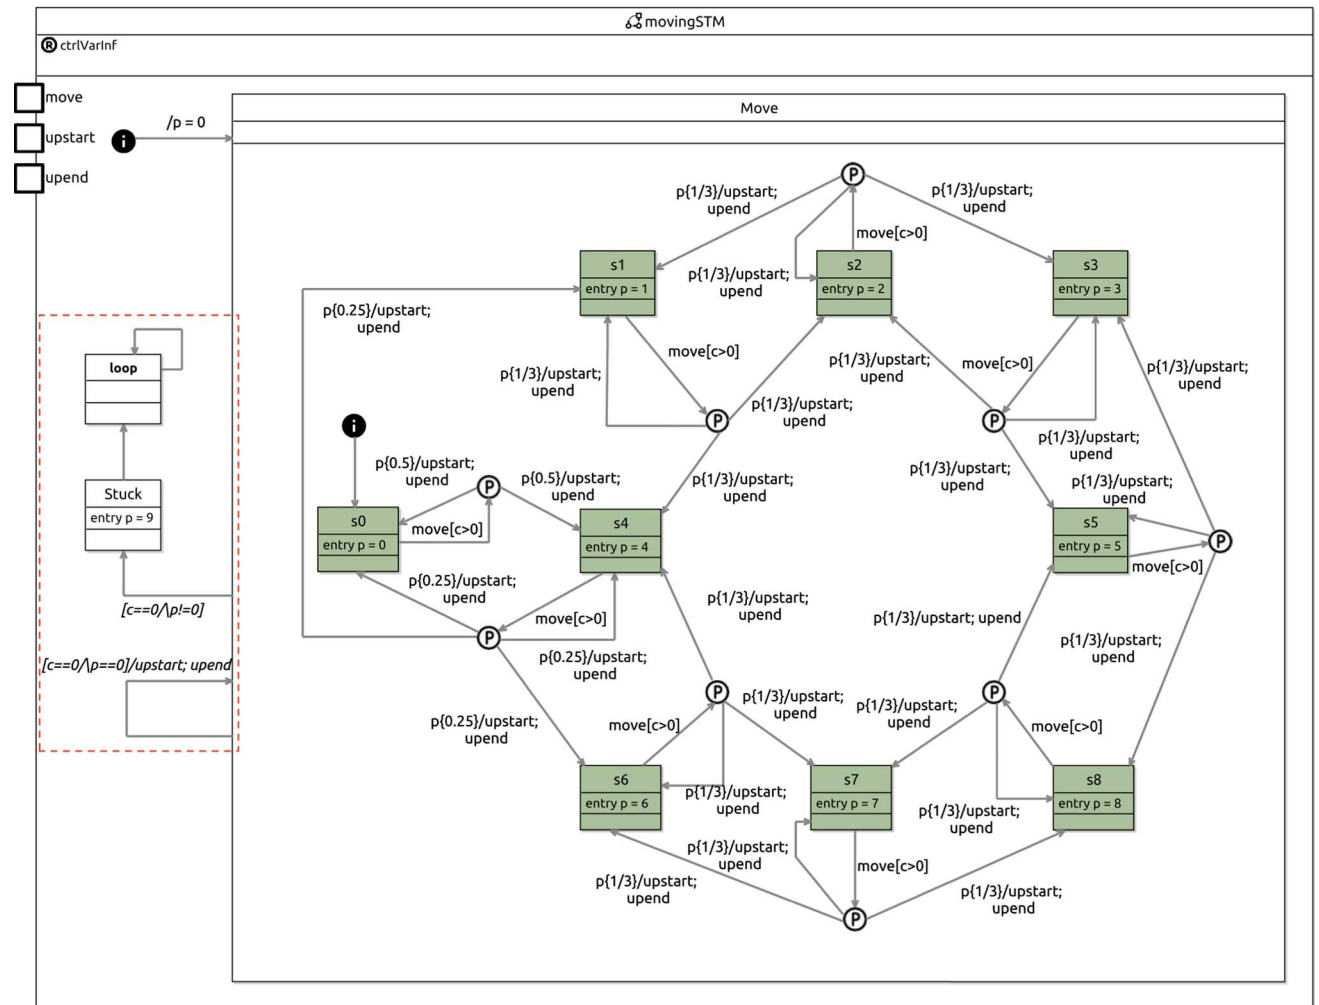 movingSTM
R ctrlVarInf
move
upstart
upend
i
/p = 0
Move
P
p{1/3}/upstart;
upend
p{1/3}/upstart;
upend
move[c>0]
s1
entry p = 1
p{1/3}/upstart;
upend
s2
entry p = 2
s3
entry p = 3
p{0.25}/upstart;
upend
loop
move[c>0]
p{1/3}/upstart;
upend
p{1/3}/upstart;
upend
move[c>0]
p{1/3}/upstart;
upend
p{1/3}/upstart;
upend
P
P
i
p{1/3}/upstart;
upend
p{0.5}/upstart;
upend
P
p{0.5}/upstart;
upend
p{1/3}/upstart;
upend
p{1/3}/upstart;
upend
p{1/3}/upstart;
upend
Stuck
entry p = 9
s0
entry p = 0
move[c>0]
s4
entry p = 4
s5
entry p = 5
P
move[c>0]
p{0.25}/upstart;
upend
[c==0/\p!=0]
move[c>0]
p{1/3}/upstart;
upend
p{1/3}/upstart; upend
P
p{0.25}/upstart;
upend
p{1/3}/upstart;
upend
[c==0/\p==0]/upstart; upend
P
p{1/3}/upstart;
upend
p{1/3}/upstart;
upend
P
p{0.25}/upstart;
upend
move[c>0]
move[c>0]
s6
entry p = 6
p{1/3}/upstart;
upend
s7
entry p = 7
s8
entry p = 8
p{1/3}/upstart;
upend
p{1/3}/upstart;
upend
move[c>0]
p{1/3}/upstart;
upend
p{1/3}/upstart;
upend
P